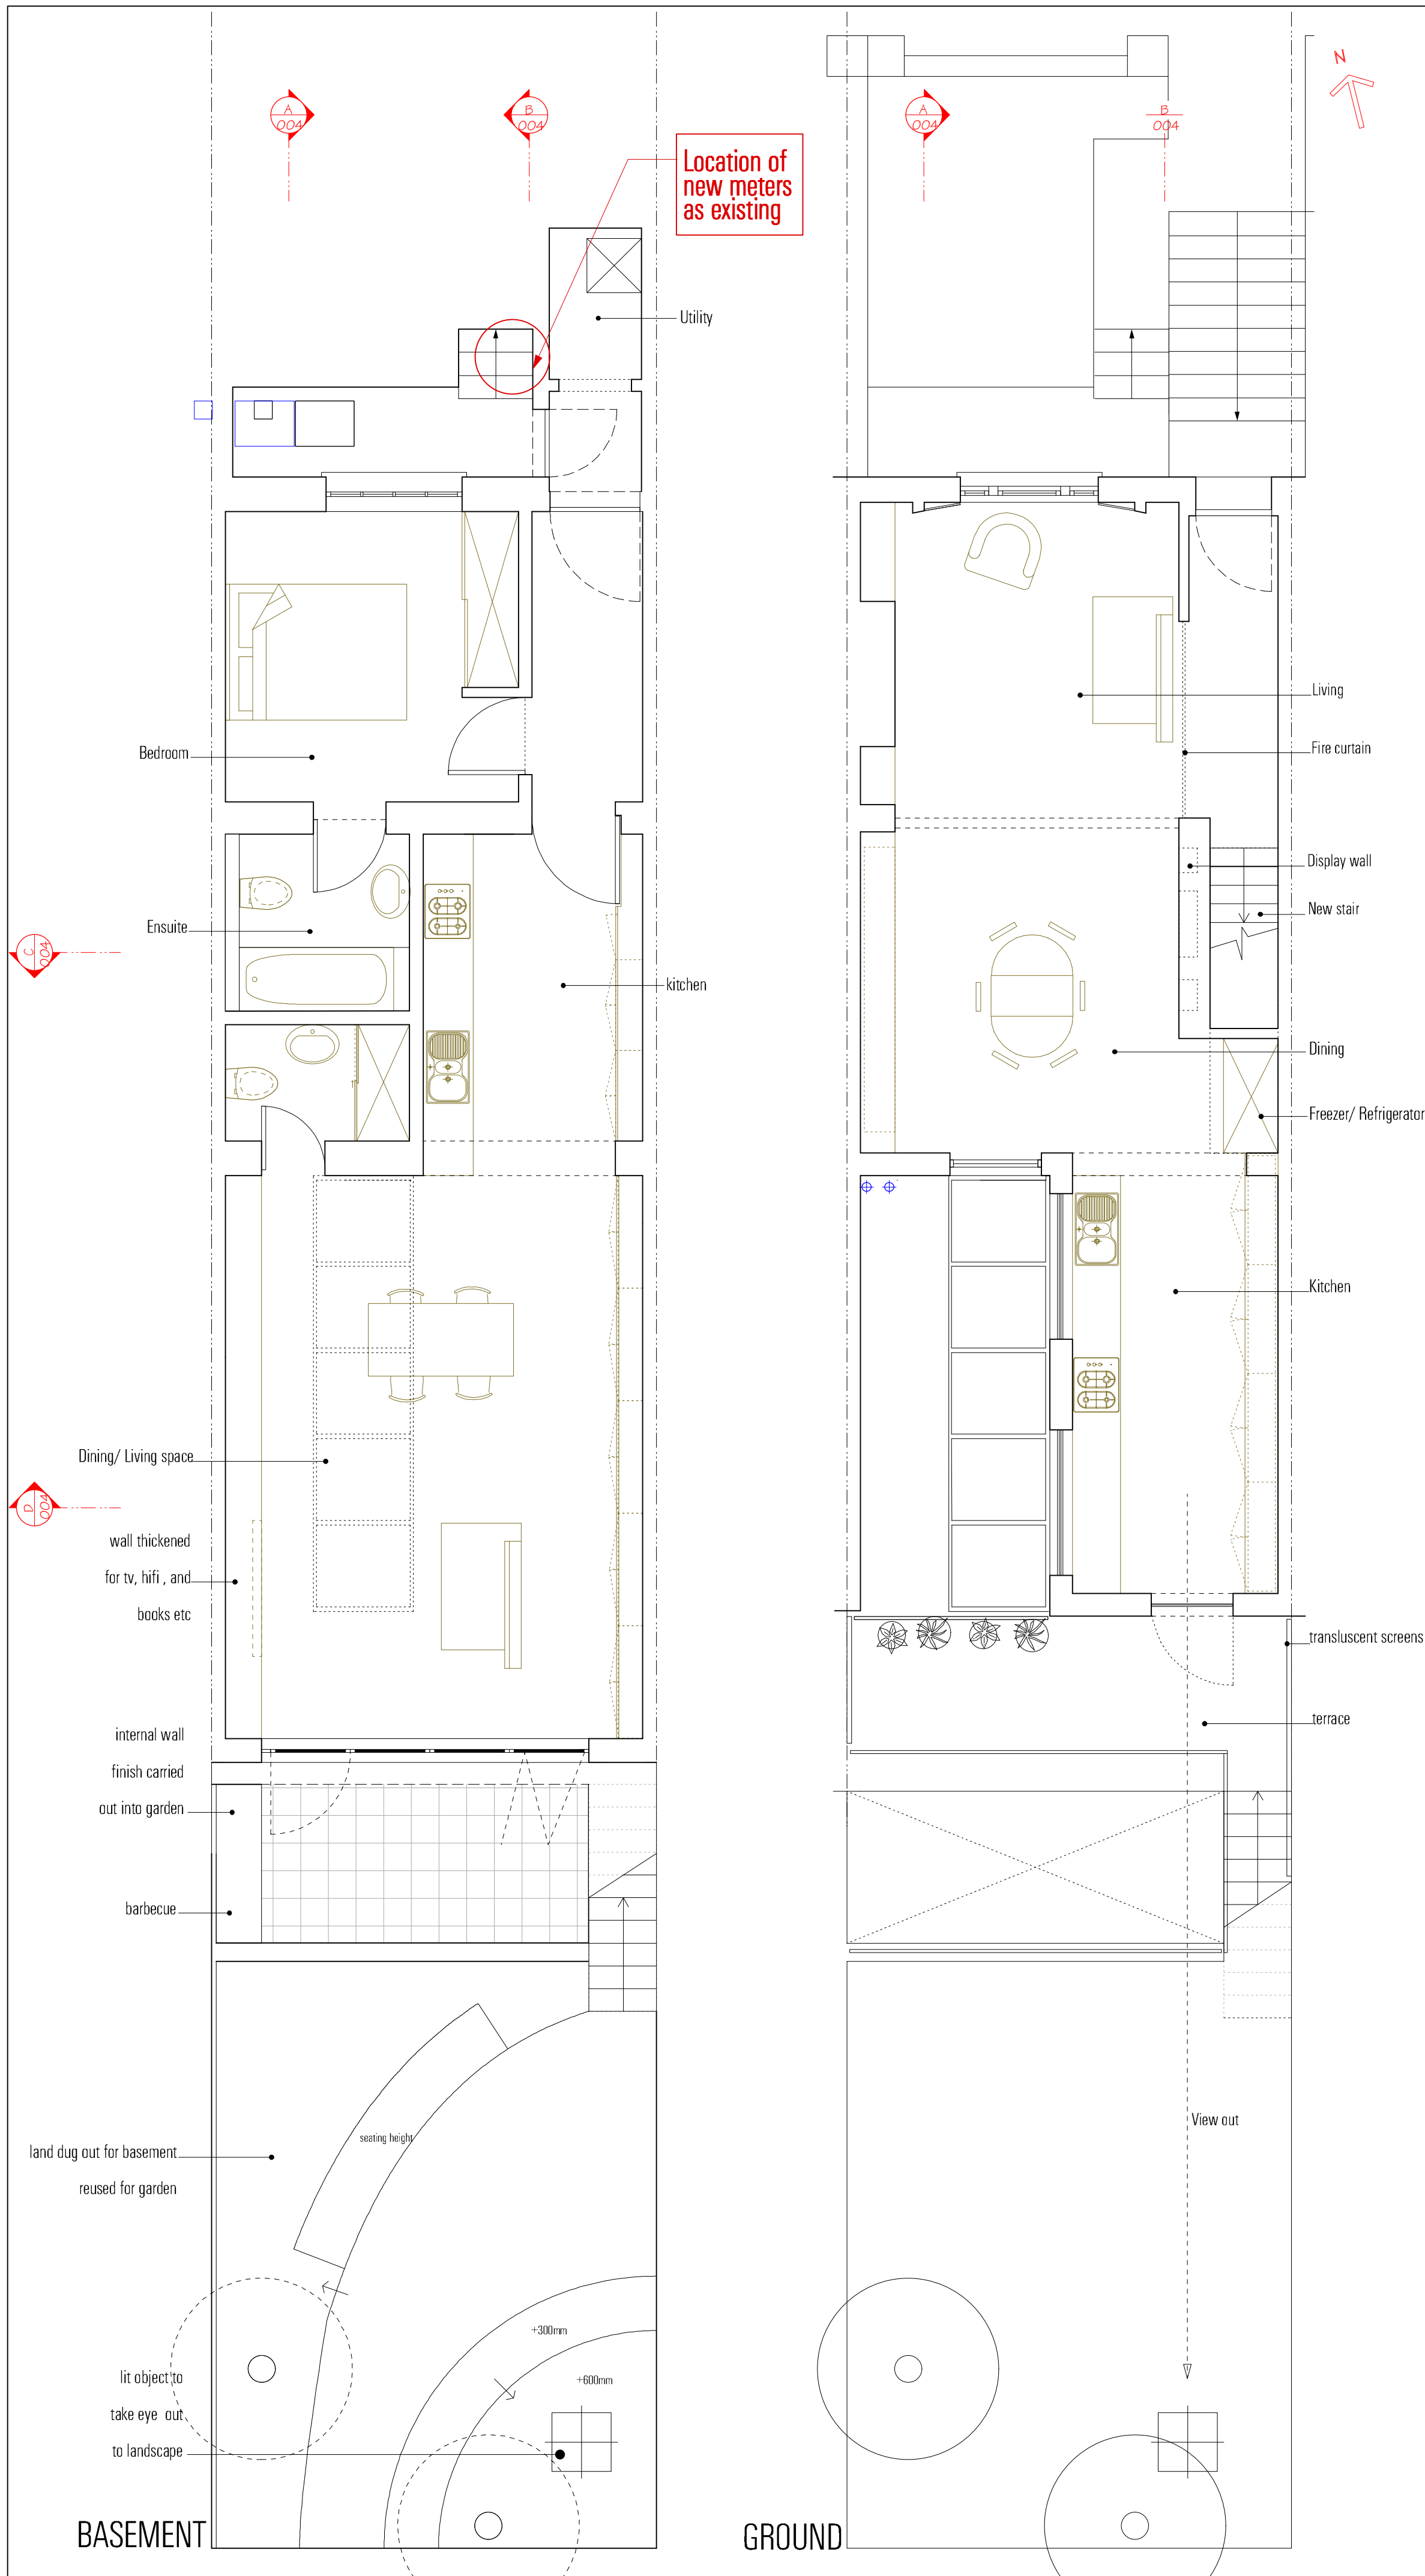 N
A
004
B
004
A
004
B
004
Location of
new meters
as existing
Utility
Living
Fire curtain
Bedroom
Display wall
New stair
Ensuite
C
004
kitchen
Dining
Freezer/ Refrigerator
Kitchen
Dining/ Living space
D
004
wall thickened
for tv, hifi , and
books etc
transluscent screens
terrace
internal wall
finish carried
out into garden
barbecue
View out
seating height
land dug out for basement
reused for garden
+300mm
+600mm
lit object to
take eye out
to landscape
BASEMENT
GROUND